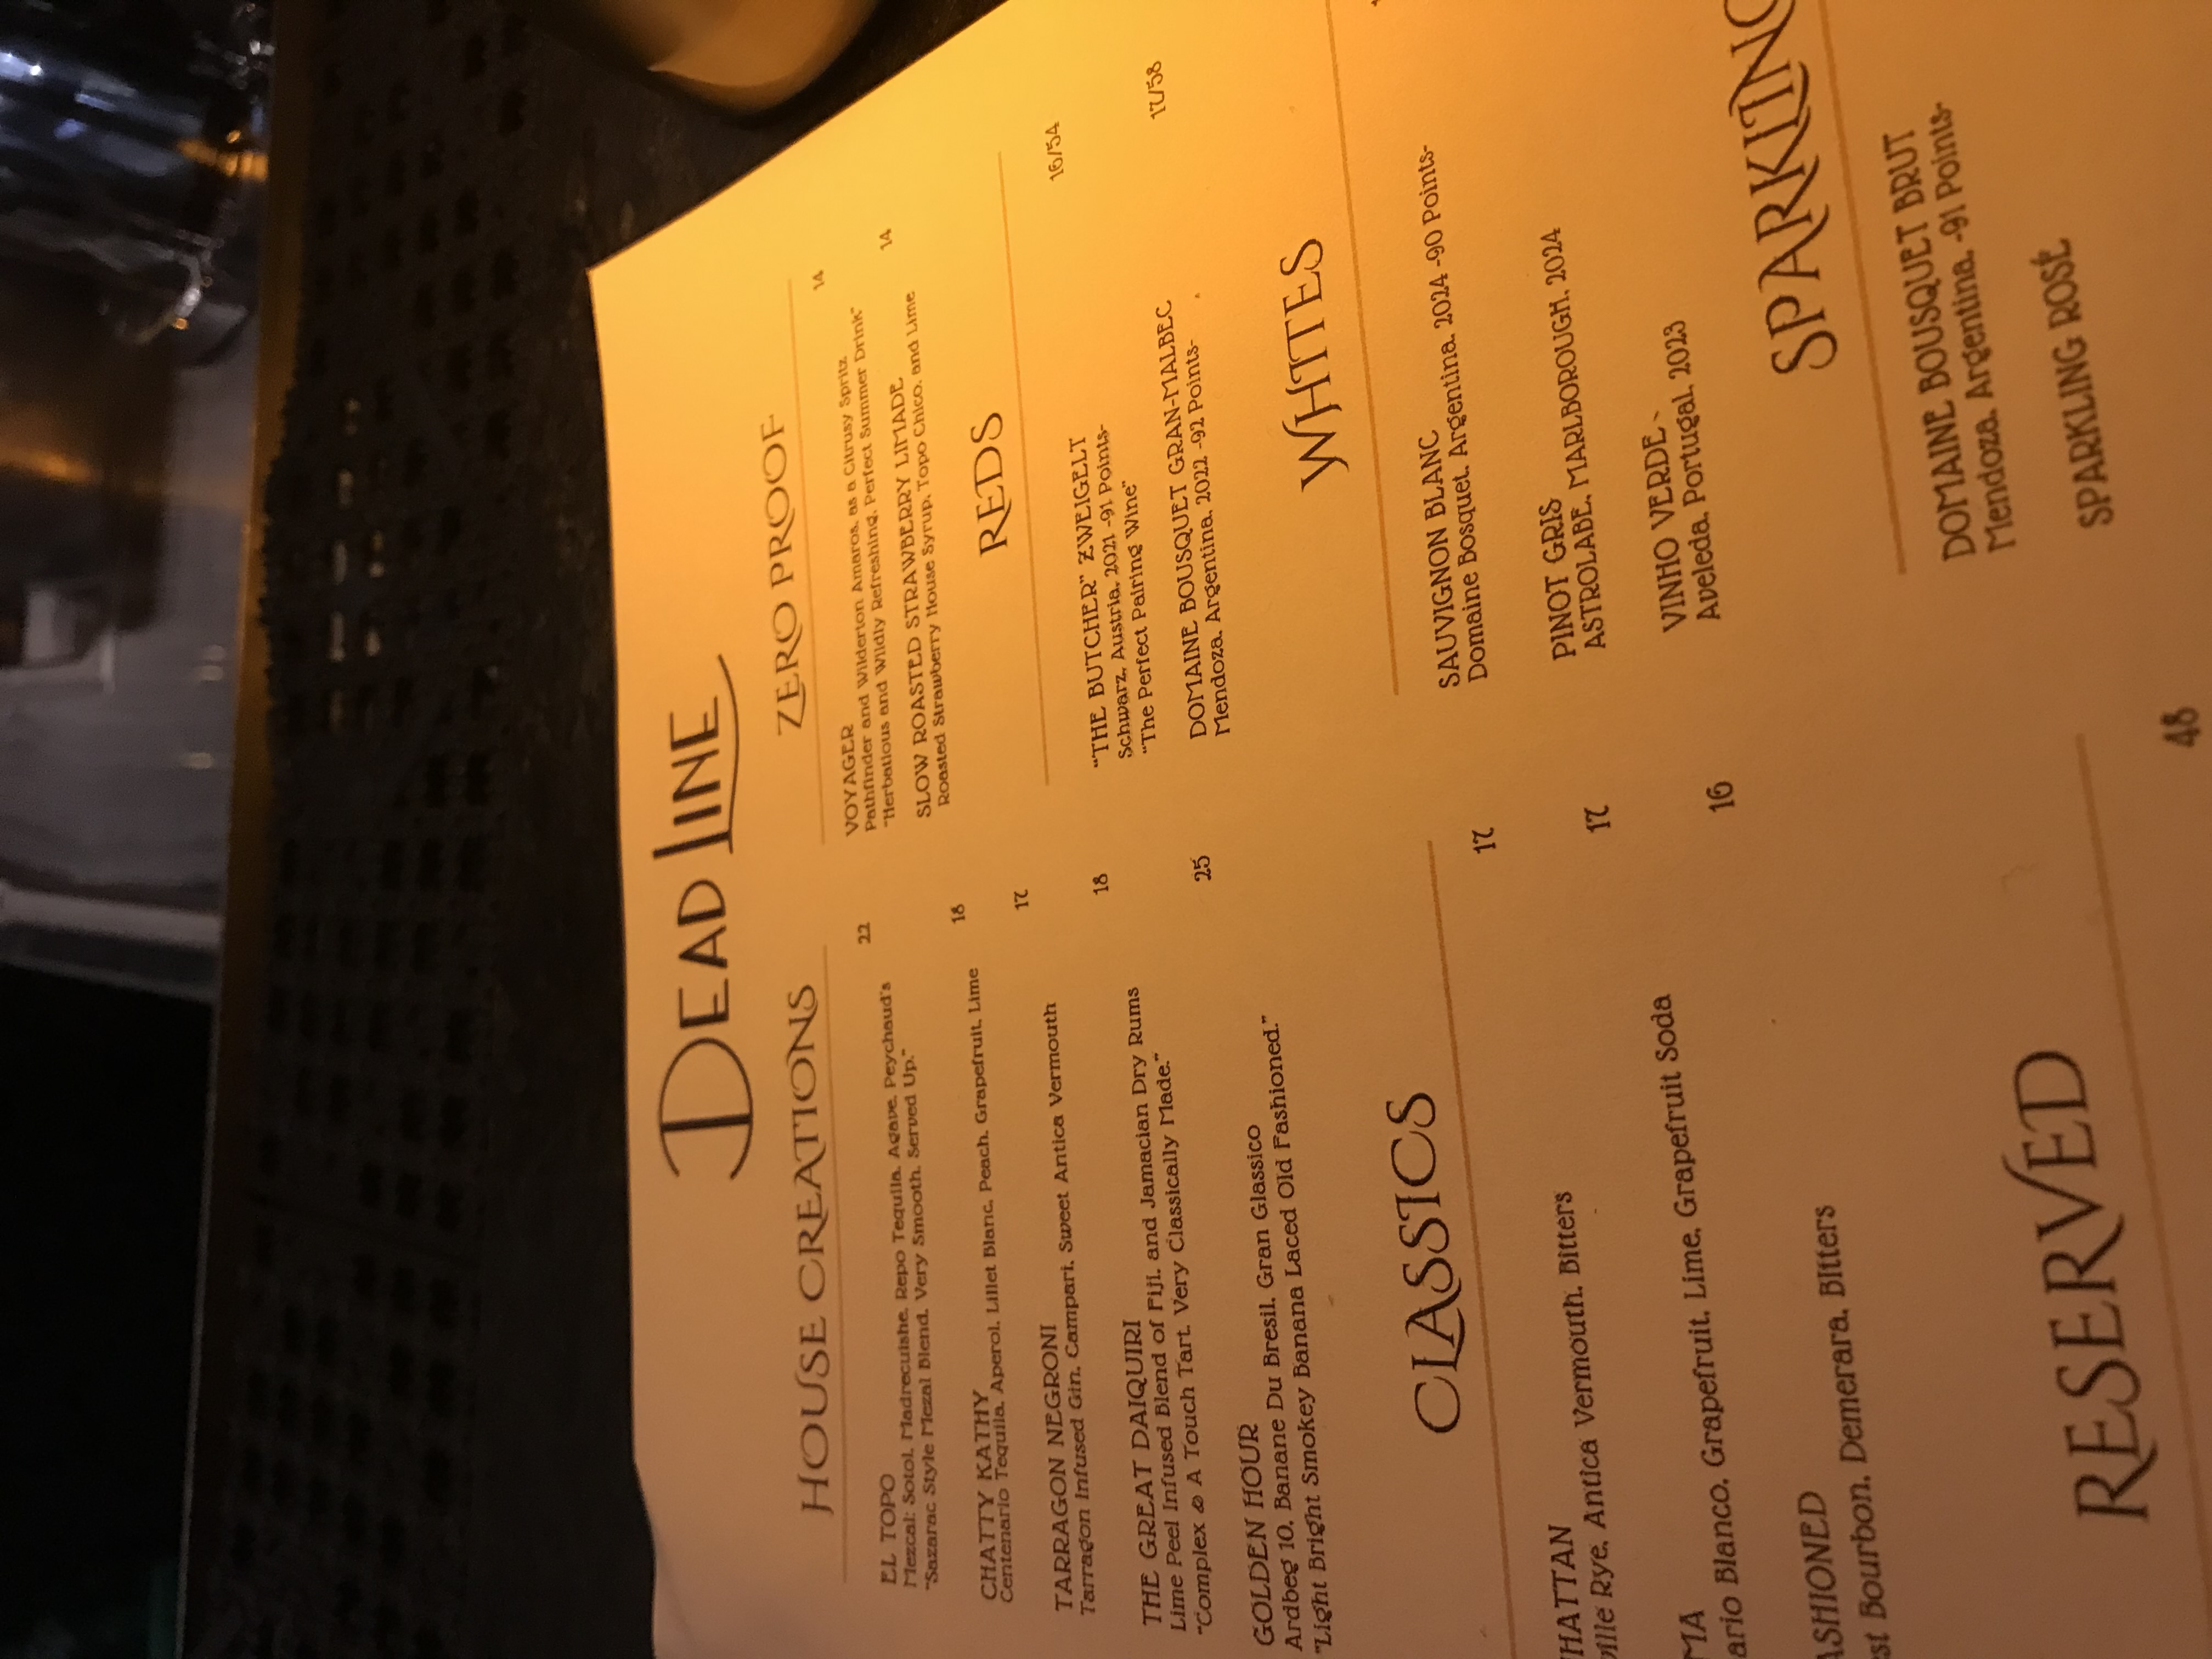 DEAD LINE
HOUSE CREATIONS
22
EL TOPO
Mezcal: Sotol, Madrecuishe, Repo Tequila, Agave, Peychaud's
"Sazarac Style Mezal Blend, Very Smooth, Served Up."
18
CHATTY KATHY
Centenario Tequila, Aperol, Lillet Blanc, Peach, Grapefruit, Lime
17
TARRAGON NEGRONI
Tarragon Infused Gin, Campari, Sweet Antica Vermouth
18
THE GREAT DAIQUIRI
Lime Peel Infused Blend of Fiji, and Jamacian Dry Rums
"Complex & A Touch Tart. Very Classically Made."
25
GOLDEN HOUR
Ardbeg 10, Banane Du Bresil, Gran Glassico
"Light Bright Smokey Banana Laced Old Fashioned."
CLASSICS
17
HATTAN
ville Rye, Antica Vermouth, Bitters
17
MA
ario Blanco, Grapefruit, Lime, Grapefruit Soda
16
ASHIONED
st Bourbon, Demerara, BItters
RESERVED
48
ZERO PROOF
14
VOYAGER
Pathfinder and Wilderton Amaros, as a Citrusy Spritz
"Herbatious and Wildly Refreshing, Perfect Summer Drink"
14
SLOW ROASTED STRAWBERRY LIMADE
Roasted Strawberry House Syrup, Topo Chico, and Lime
REDS
16/54
"THE BUTCHER" ZWEIGELT
Schwarz, Austria, 2021 -91 Points-
"The Perfect Pairing Wine"
17/58
DOMAINE BOUSQUET GRAN-MALBEC
Mendoza, Argentina, 2022 -92 Points-
WHITES
SAUVIGNON BLANC
Domaine Bosquet, Argentina, 2024 -90 Points-
PINOT GRIS
ASTROLABE, MARLBOROUGH, 2024
VINHO VERDE
Aveleda, Portugal, 2023
SPARKLING
DOMAINE BOUSQUET BRUT
Mendoza, Argentina, -91 Points-
SPARKLING ROSÉ